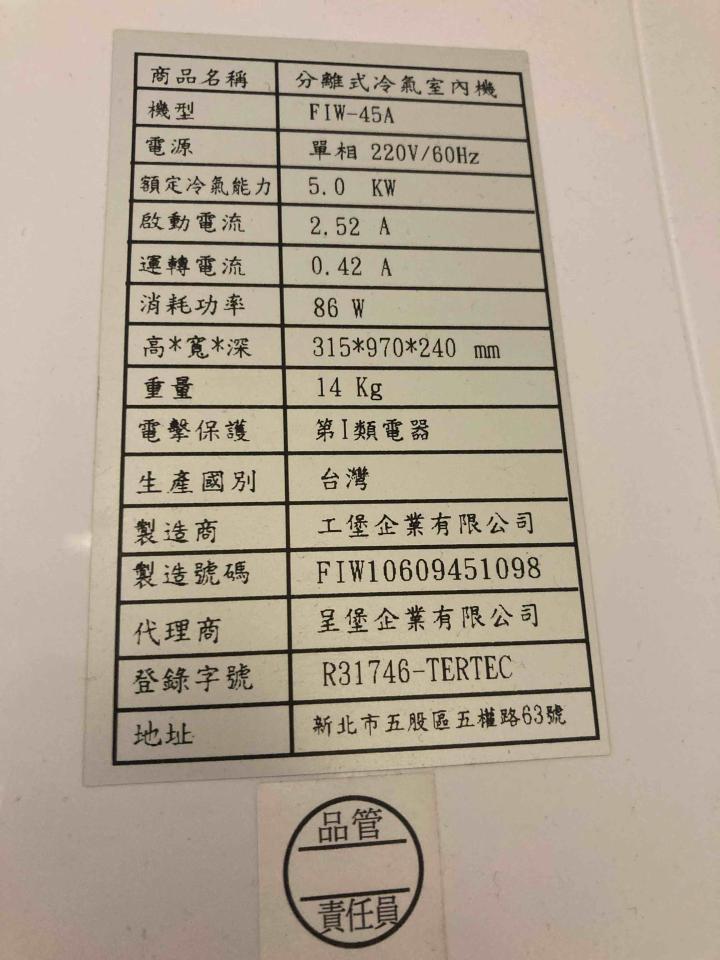 商品名稱 分離式冷氣室內機
機型 FIW-45A
電源 單相 220V/60Hz
額定冷氣能力 5.0 KW
啟動電流 2.52 A
運轉電流 0.42 A
消耗功率 86 W
高*寬*深 315*970*240 mm
重量 14 Kg
電擊保護 第I類電器
生產國別 台灣
製造商 工堡企業有限公司
製造號碼 FIW10609451098
代理商 呈堡企業有限公司
登錄字號 R31746-TERTEC
地址 新北市五股區五權路63號
品管
責任員